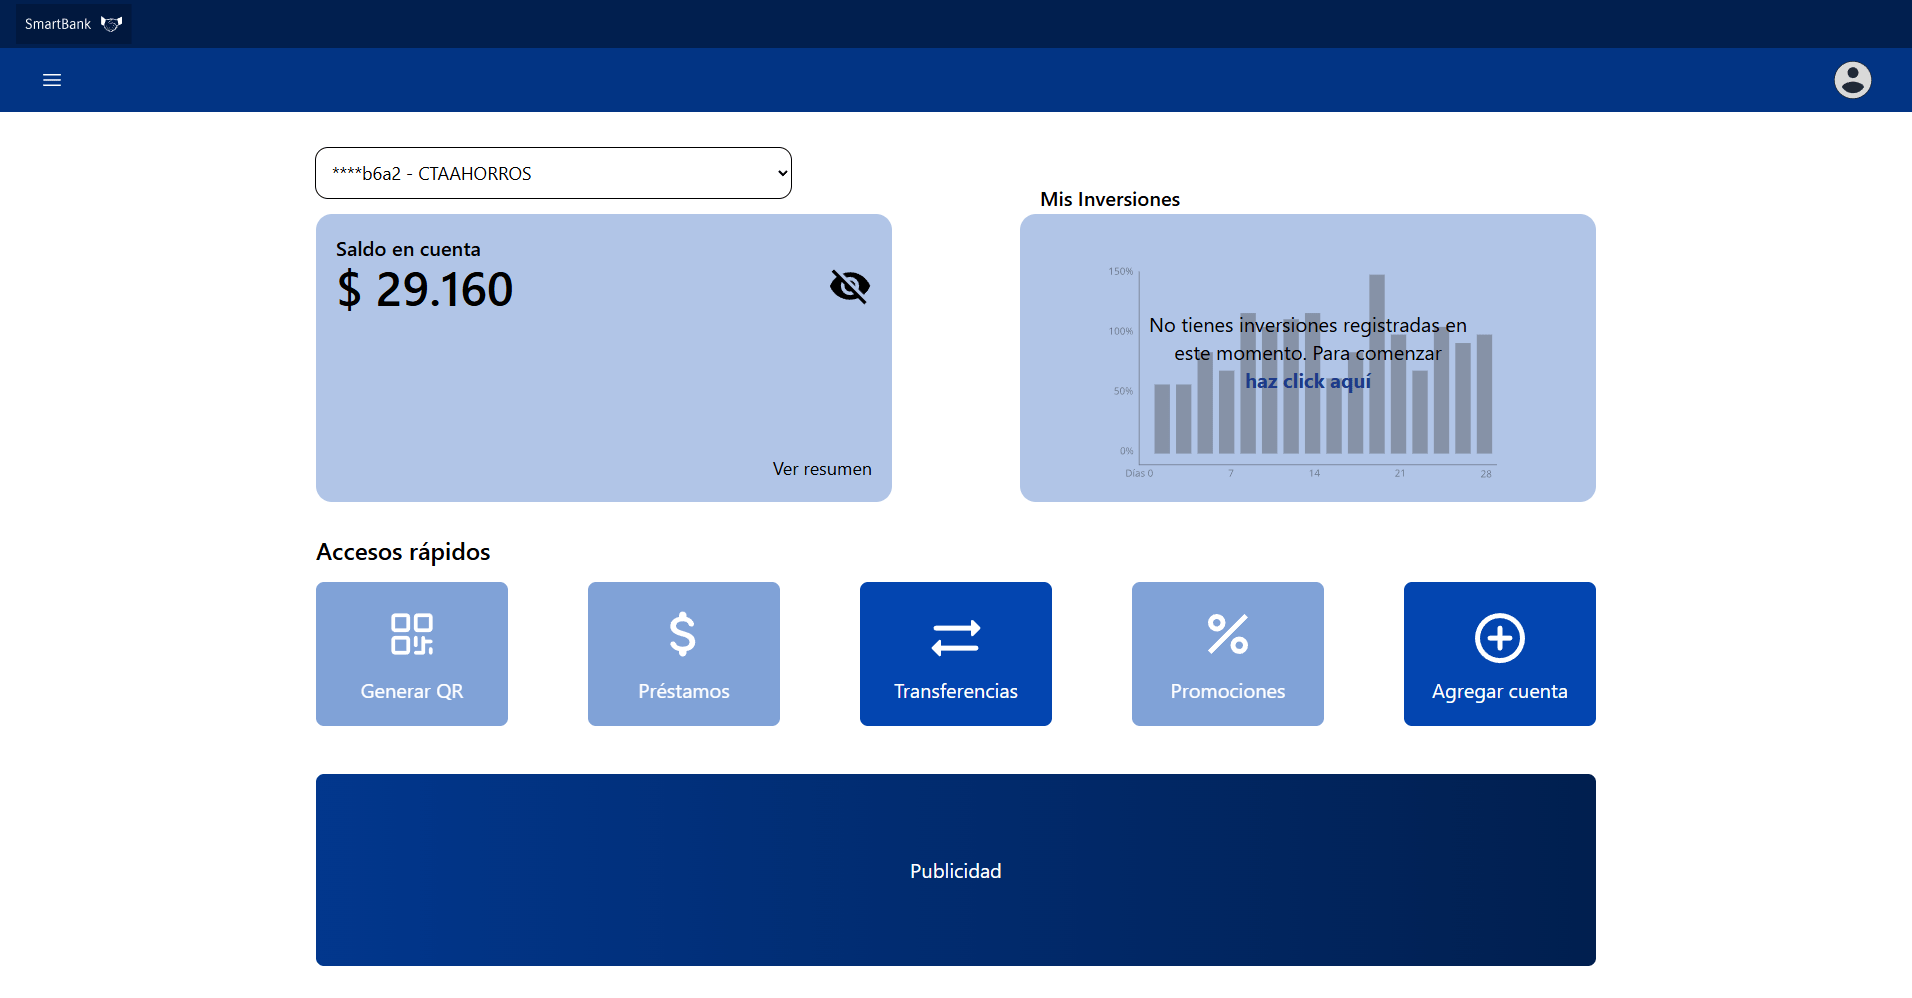 SmartBank
****b6a2 - CTAAHORROS
Saldo en cuenta
$ 29.160
Ver resumen
Mis Inversiones
150%
100%
50%
0%
Días 0 7 14 21 28
No tienes inversiones registradas en
este momento. Para comenzar
haz click aquí
Accesos rápidos
Generar QR
Préstamos
Transferencias
Promociones
Agregar cuenta
Publicidad